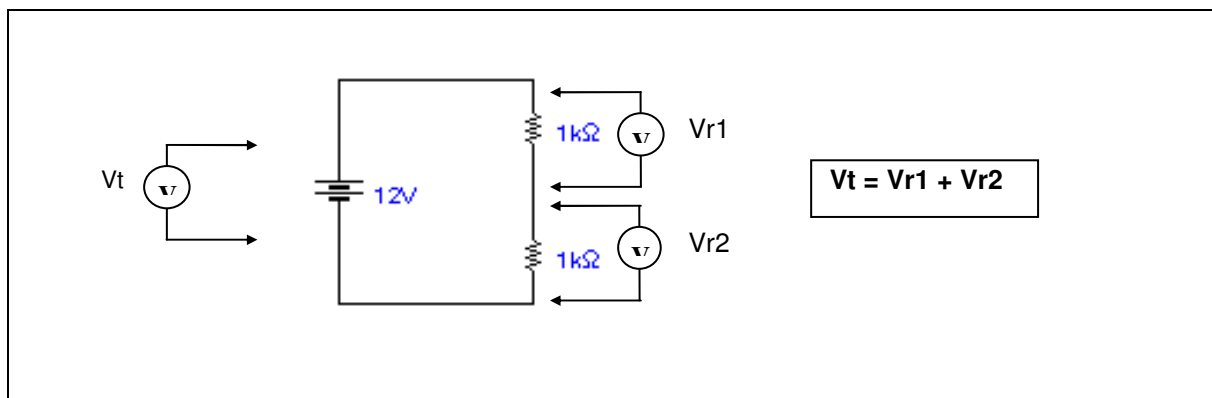 Vt
V
12V
1kΩ
V
Vr1
1kΩ
V
Vr2
Vt = Vr1 + Vr2